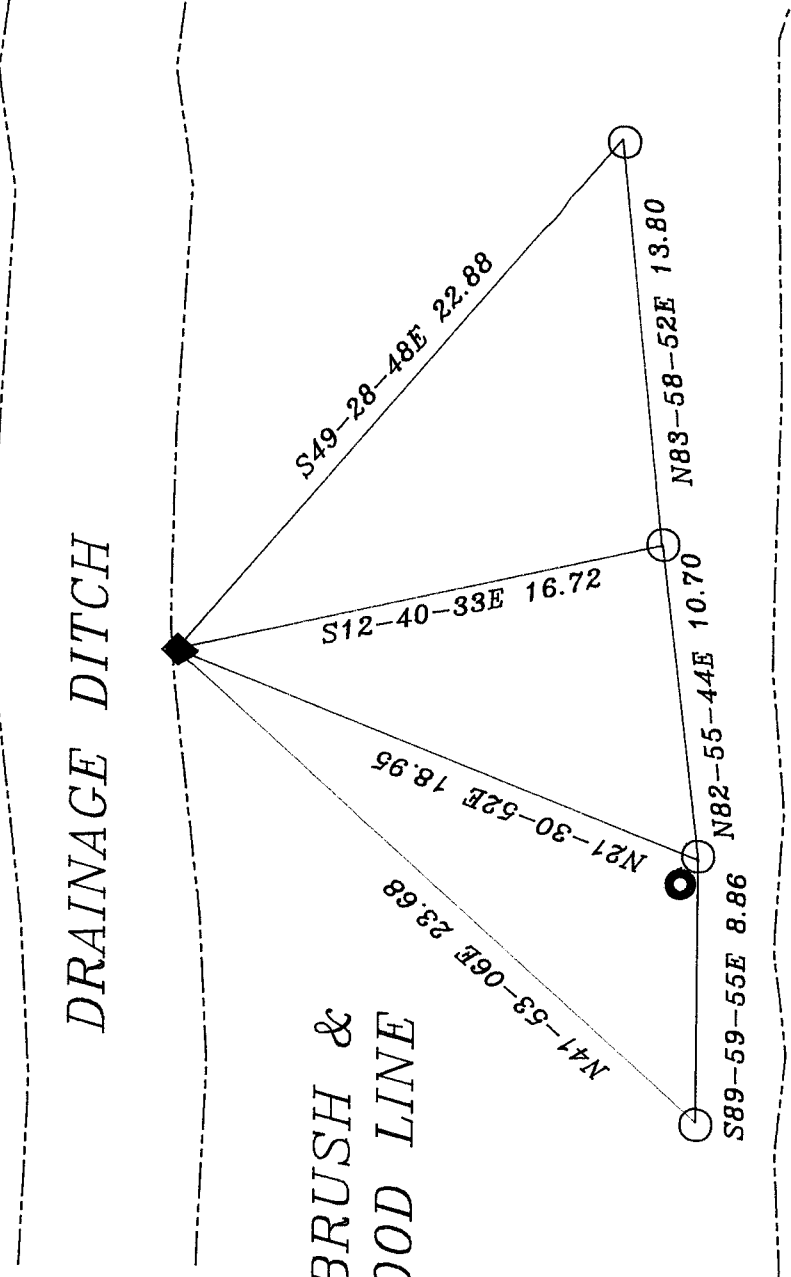 DRAINAGE DITCH
S49-28-48E 22.88
N83-58-52E 13.80
S12-40-33E 16.72
N82-55-44E 10.70
N21-30-52E 18.95
N41-53-06E 23.68
S89-59-55E 8.86
BRUSH &
OOD LINE